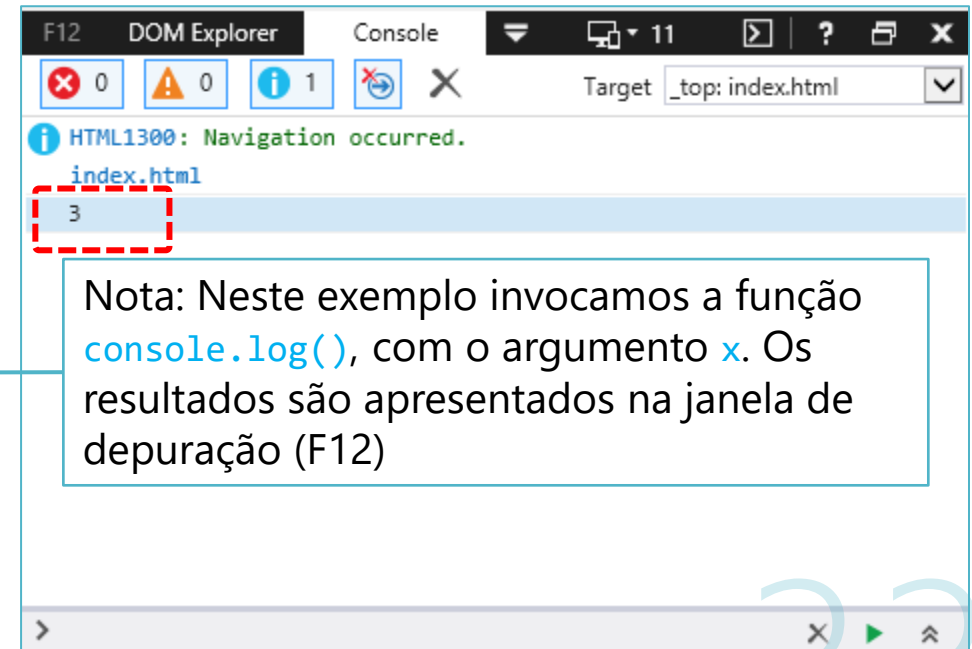 F12 DOM Explorer Console 11 ?
0 0 1 Target _top: index.html
HTML1300: Navigation occurred.
index.html
3
Nota: Neste exemplo invocamos a função
console.log(), com o argumento x. Os
resultados são apresentados na janela de
depuração (F12)
>